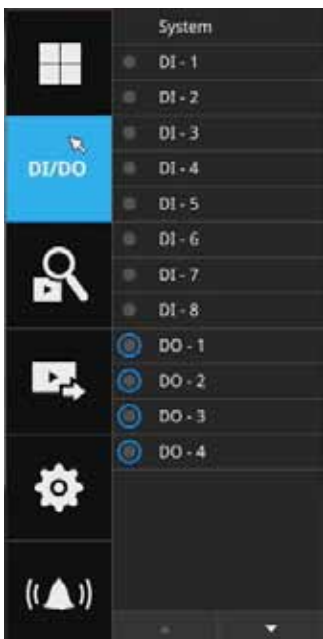 System
DI - 1
DI - 2
DI - 3
DI/DO
DI - 4
DI - 5
DI - 6
DI - 7
DI - 8
DO - 1
DO - 2
DO - 3
DO - 4